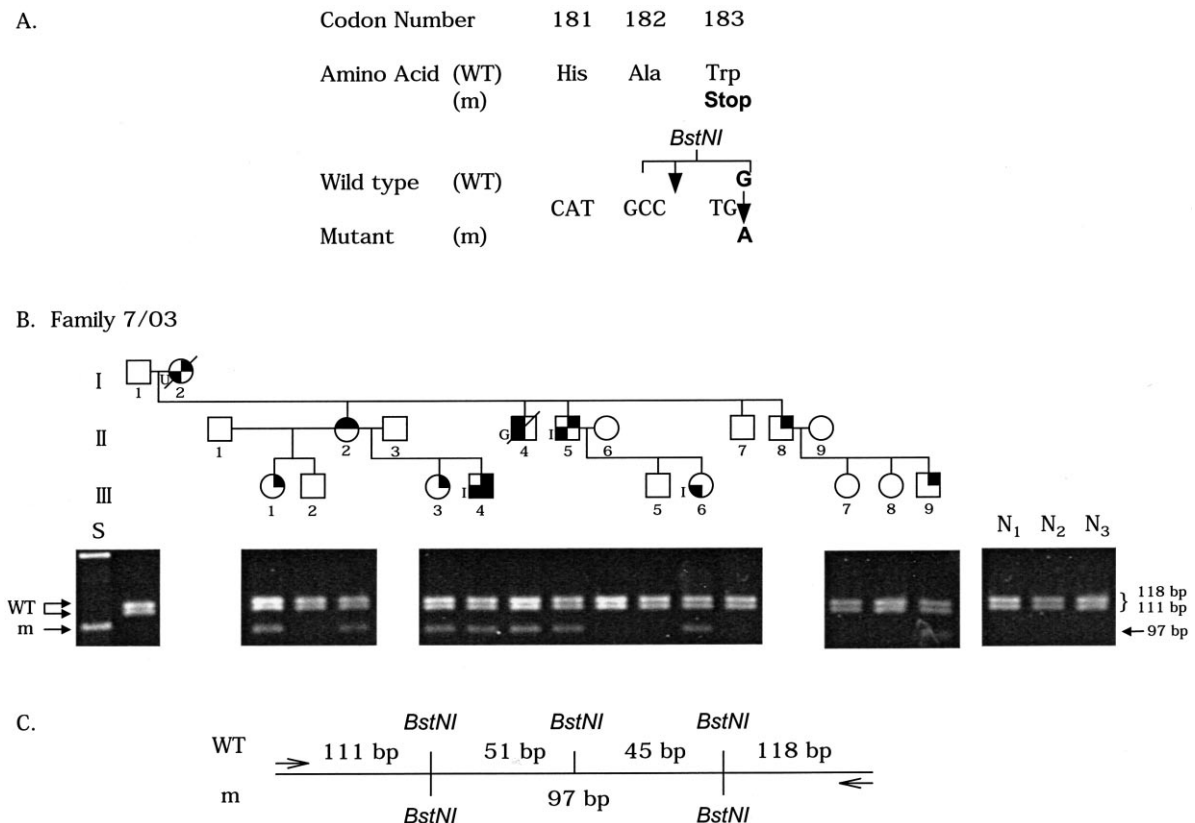 A.
Codon Number 181 182 183
Amino Acid (WT) His Ala Trp
(m) Stop
BstNI
Wild type (WT) G
CAT GCC TG
Mutant (m) A
B. Family 7/03
I
U
1 2
II
G I
1 2 3 4 5 6 7 8 9
III
I I
1 2 3 4 5 6 7 8 9
S N1 N2 N3
WT
m
118 bp
111 bp
97 bp
C.
BstNI BstNI BstNI
WT 111 bp 51 bp 45 bp 118 bp
m 97 bp
BstNI BstNI